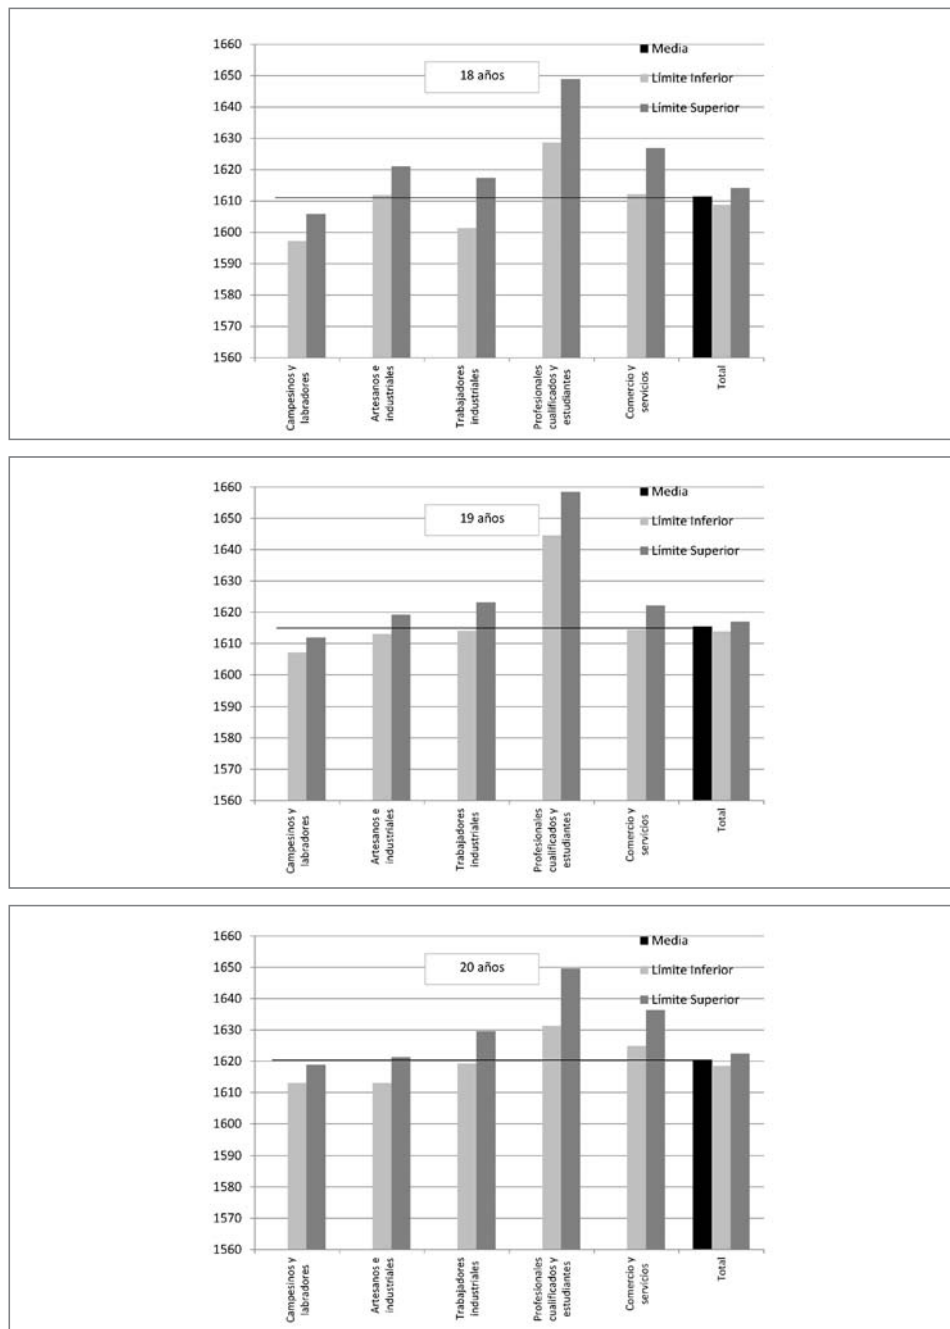 1660
1650
1640
1630
1620
1610
1600
1590
1580
1570
1560
18 años
Media
Límite Inferior
Límite Superior
Campesinos y
labradores
Artesanos e
industriales
Trabajadores
industriales
Profesionales
cualificados y
estudiantes
Comercio y
servicios
Total
1660
1650
1640
1630
1620
1610
1600
1590
1580
1570
1560
19 años
Media
Límite Inferior
Límite Superior
Campesinos y
labradores
Artesanos e
industriales
Trabajadores
industriales
Profesionales
cualificados y
estudiantes
Comercio y
servicios
Total
1660
1650
1640
1630
1620
1610
1600
1590
1580
1570
1560
20 años
Media
Límite Inferior
Límite Superior
Campesinos y
labradores
Artesanos e
industriales
Trabajadores
industriales
Profesionales
cualificados y
estudiantes
Comercio y
servicios
Total